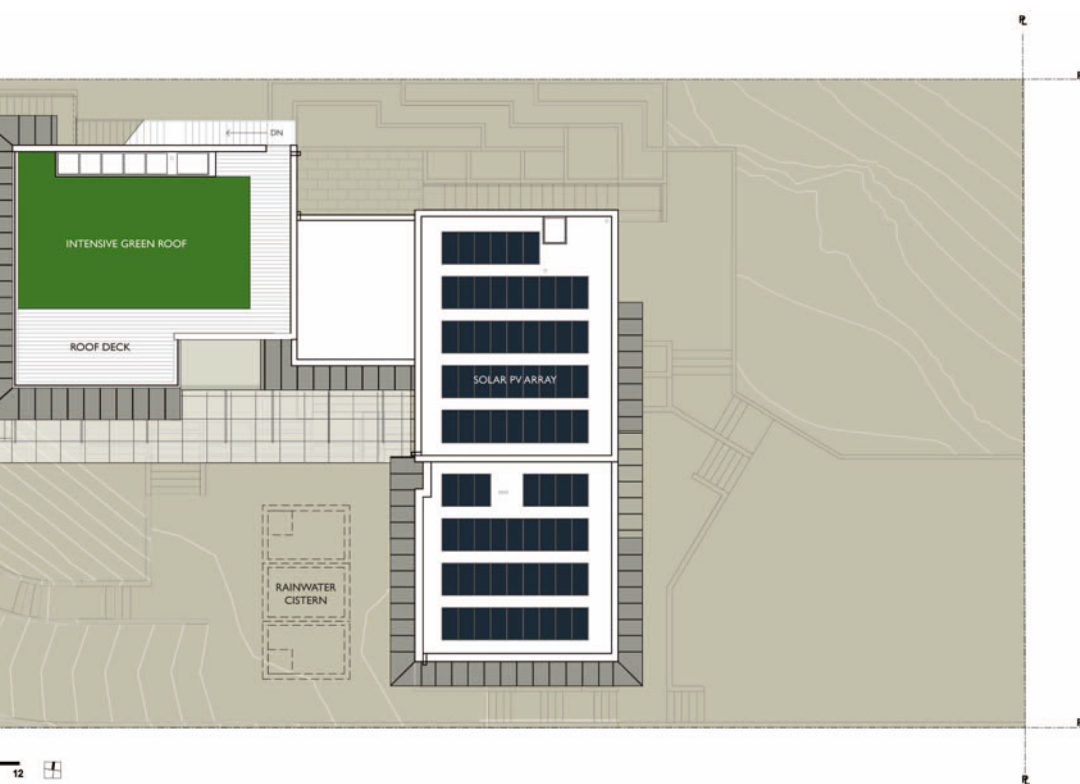 DN
INTENSIVE GREEN ROOF
ROOF DECK
SOLAR PV ARRAY
RAINWATER
CISTERN
12